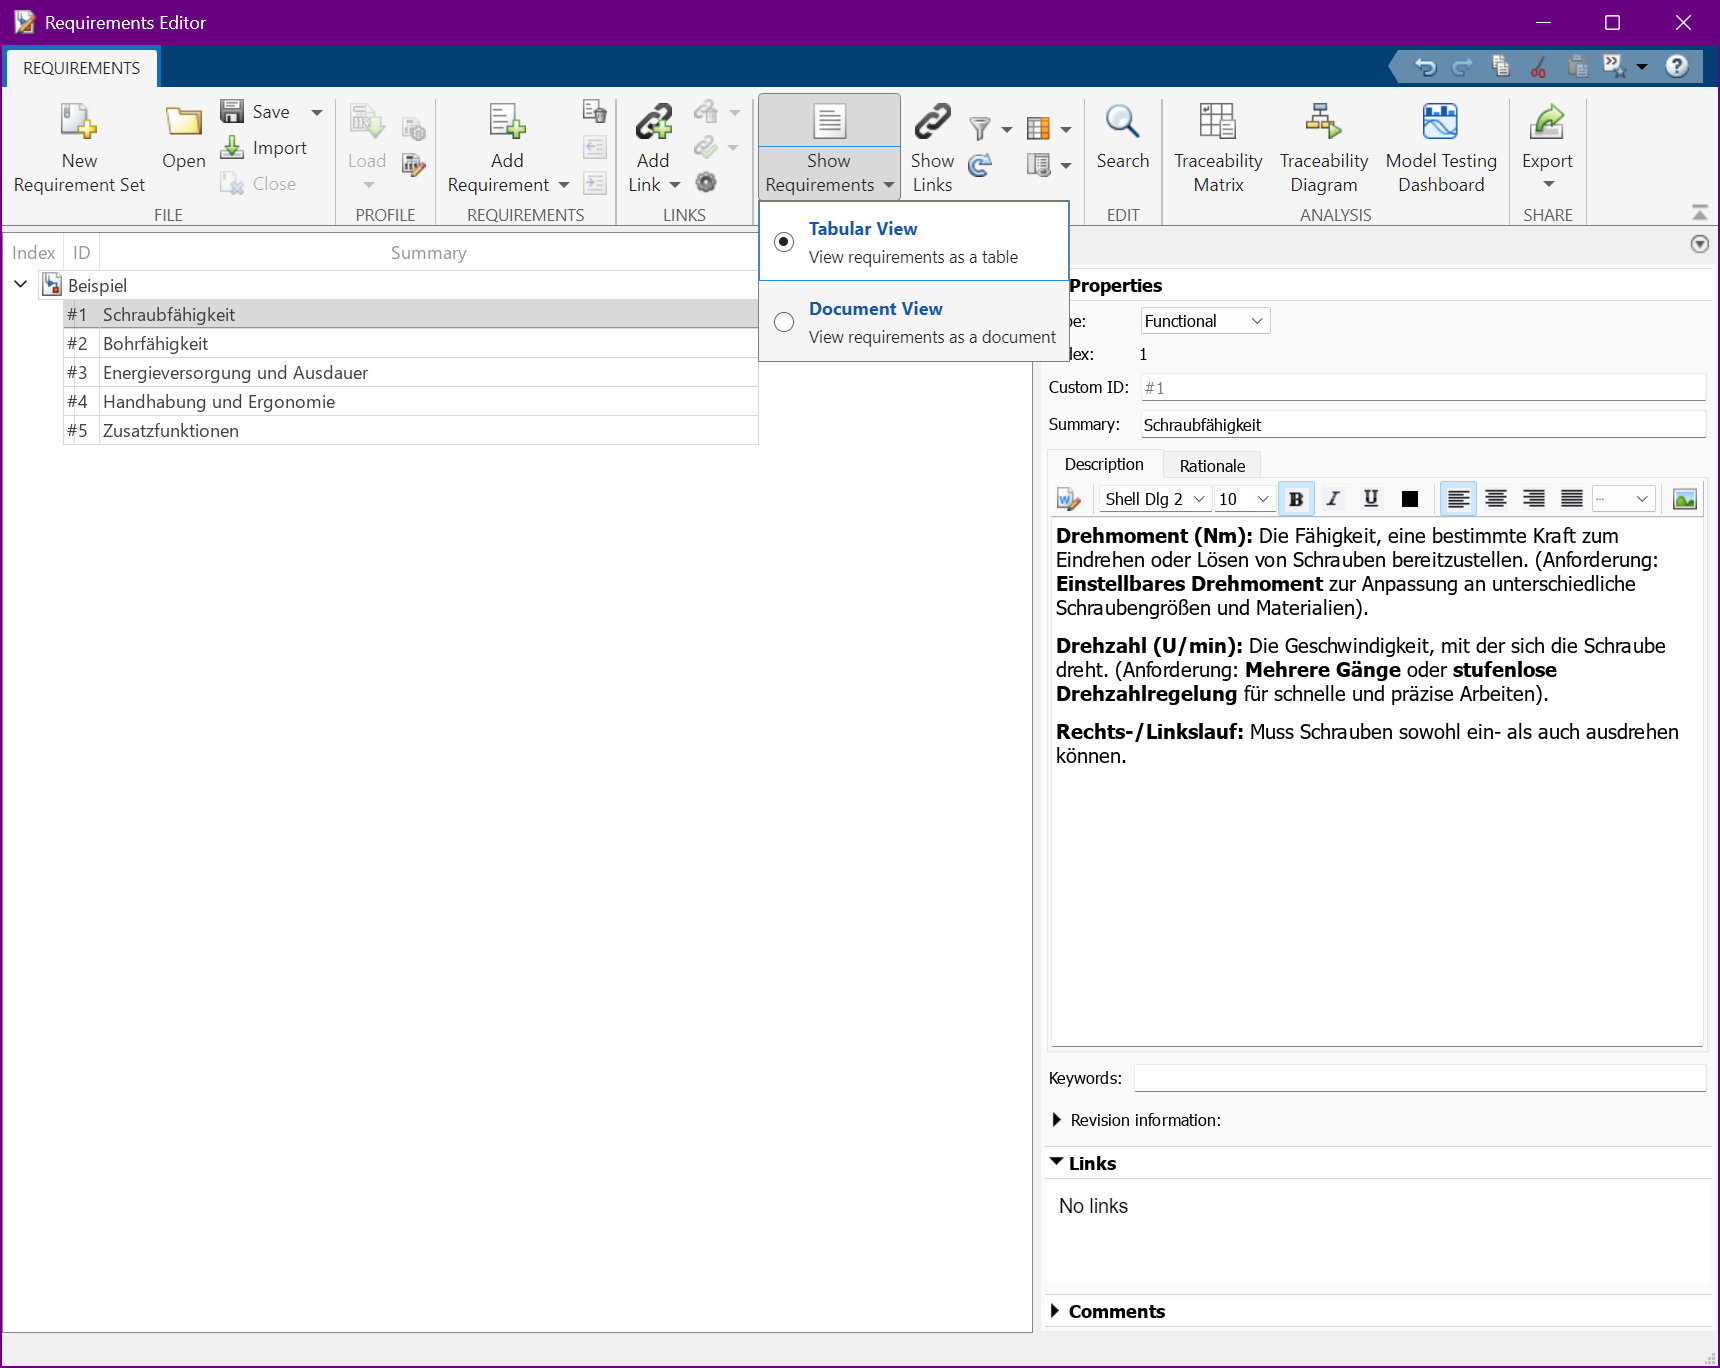 Requirements Editor
REQUIREMENTS
New
Requirement Set
Open
Save
Import
Close
FILE
Load
PROFILE
Add
Requirement
REQUIREMENTS
Add
Link
LINKS
Show
Requirements
Show
Links
Search
EDIT
Traceability
Matrix
Traceability
Diagram
Model Testing
Dashboard
ANALYSIS
Export
SHARE
Tabular View
View requirements as a table
Document View
View requirements as a document
Index ID Summary
Beispiel
#1 Schraubfähigkeit
#2 Bohrfähigkeit
#3 Energieversorgung und Ausdauer
#4 Handhabung und Ergonomie
#5 Zusatzfunktionen
Properties
Functional
1
Custom ID: #1
Summary: Schraubfähigkeit
Description Rationale
Shell Dlg 2 10 B I U
Drehmoment (Nm): Die Fähigkeit, eine bestimmte Kraft zum
Eindrehen oder Lösen von Schrauben bereitzustellen. (Anforderung:
Einstellbares Drehmoment zur Anpassung an unterschiedliche
Schraubengrößen und Materialien).
Drehzahl (U/min): Die Geschwindigkeit, mit der sich die Schraube
dreht. (Anforderung: Mehrere Gänge oder stufenlose
Drehzahlregelung für schnelle und präzise Arbeiten).
Rechts-/Linkslauf: Muss Schrauben sowohl ein- als auch ausdrehen
können.
Keywords:
Revision information:
Links
No links
Comments